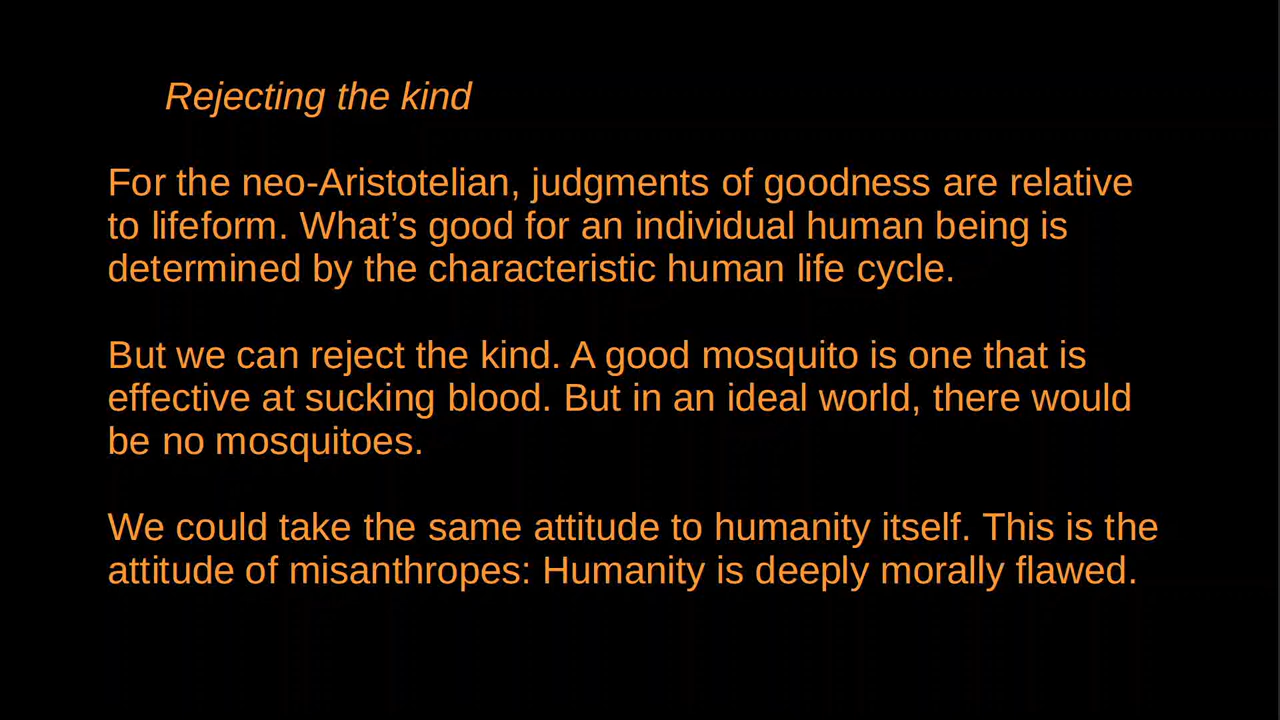 Rejecting the kind
For the neo-Aristotelian, judgments of goodness are relative
to lifeform. What’s good for an individual human being is
determined by the characteristic human life cycle.
But we can reject the kind. A good mosquito is one that is
effective at sucking blood. But in an ideal world, there would
be no mosquitoes.
We could take the same attitude to humanity itself. This is the
attitude of misanthropes: Humanity is deeply morally flawed.